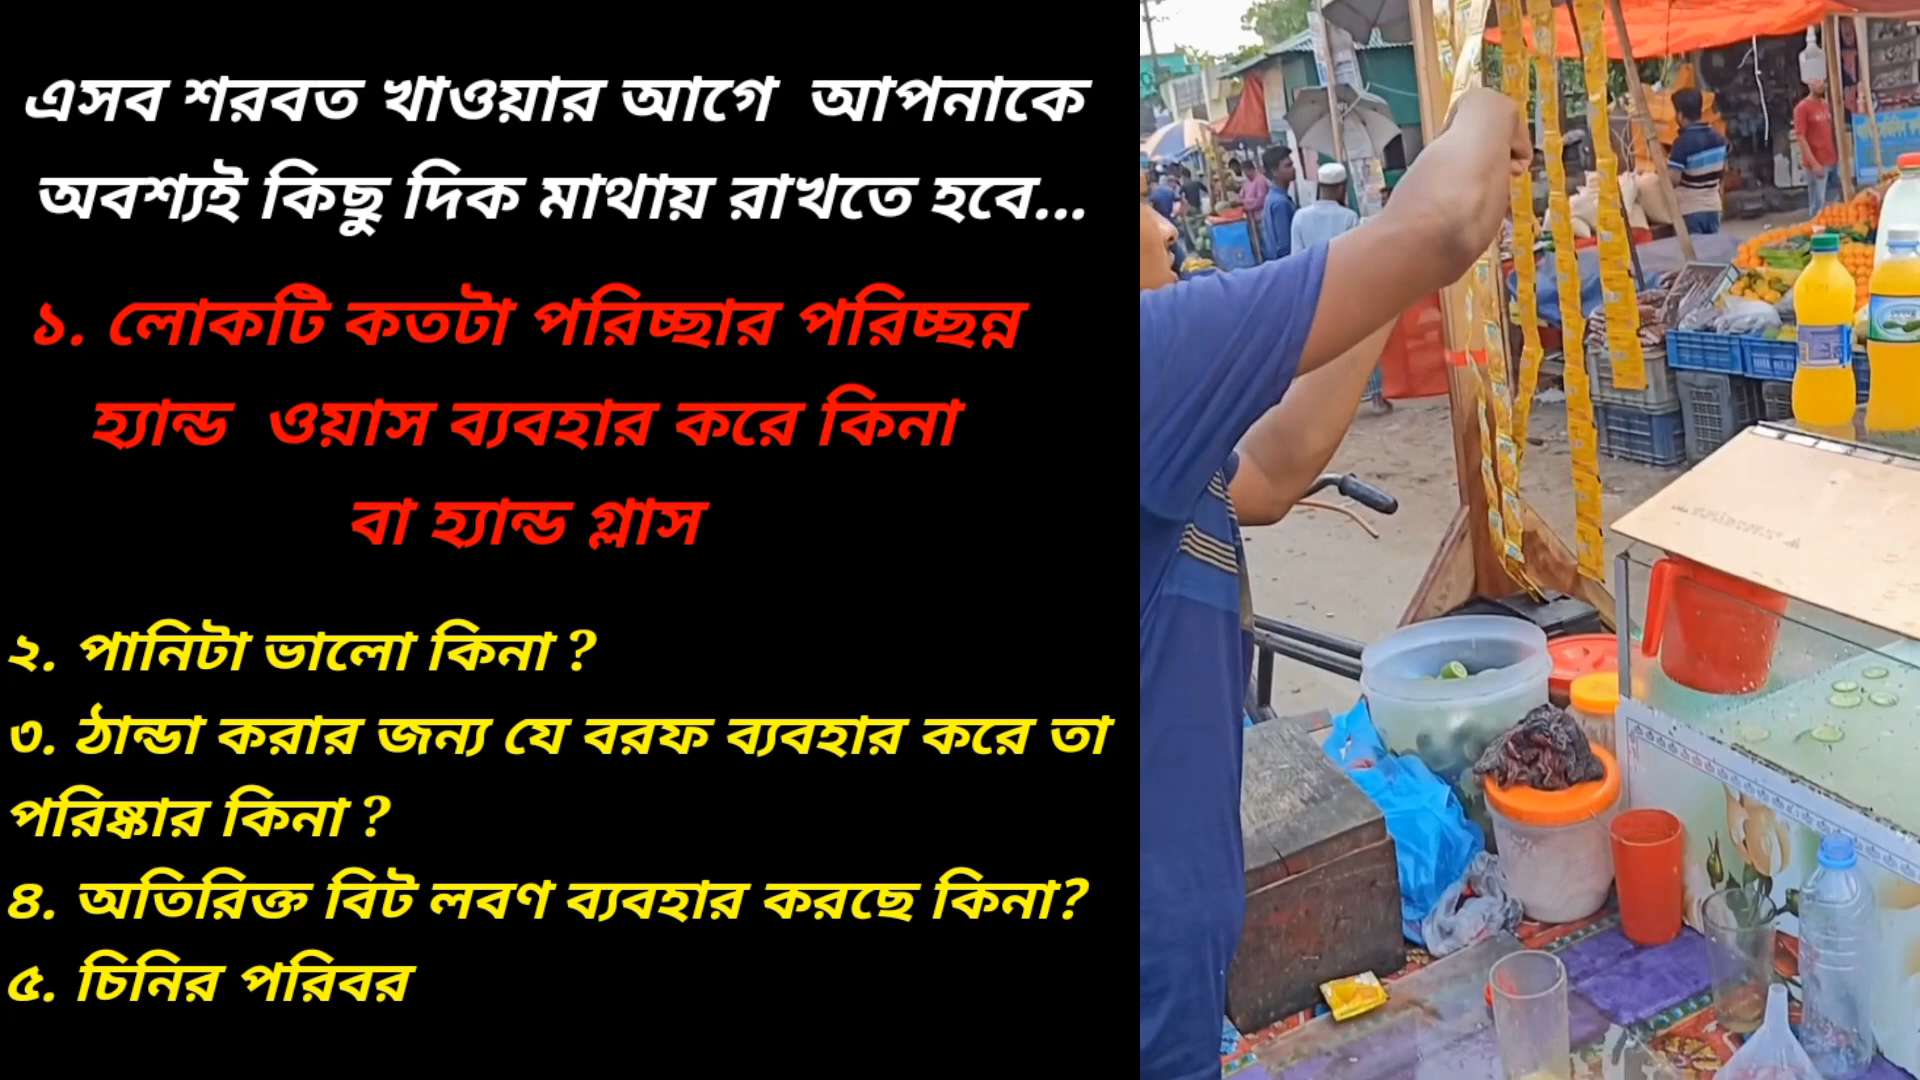 এসব শরবত খাওয়ার আগে আপনাকে
অবশ্যই কিছু দিক মাথায় রাখতে হবে...
১. লোকটি কতটা পরিচ্ছার পরিচ্ছন্ন
হ্যান্ড ওয়াস ব্যবহার করে কিনা
বা হ্যান্ড গ্লাস
২. পানিটা ভালো কিনা ?
৩. ঠান্ডা করার জন্য যে বরফ ব্যবহার করে তা
পরিষ্কার কিনা ?
৪. অতিরিক্ত বিট লবণ ব্যবহার করছে কিনা?
৫. চিনির পরিবর